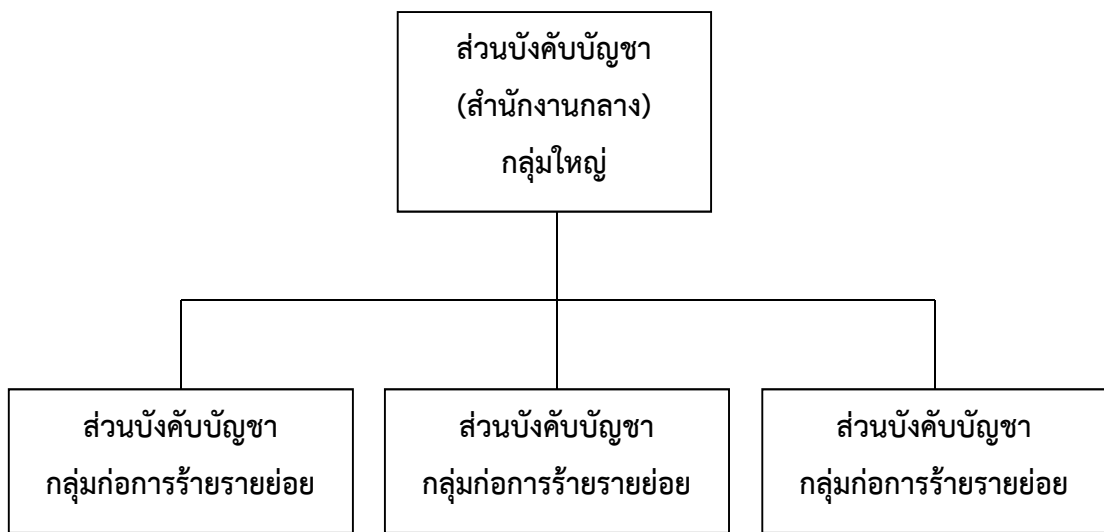 ส่วนบังคับบัญชา
(สำนักงานกลาง)
กลุ่มใหญ่
ส่วนบังคับบัญชา
กลุ่มก่อการร้ายรายย่อย
ส่วนบังคับบัญชา
กลุ่มก่อการร้ายรายย่อย
ส่วนบังคับบัญชา
กลุ่มก่อการร้ายรายย่อย